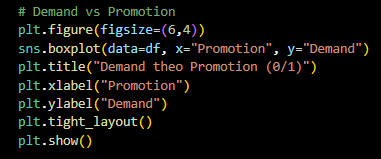 # Demand vs Promotion
plt.figure(figsize=(6,4))
sns.boxplot(data=df, x="Promotion", y="Demand")
plt.title("Demand theo Promotion (0/1)")
plt.xlabel("Promotion")
plt.ylabel("Demand")
plt.tight_layout()
plt.show()